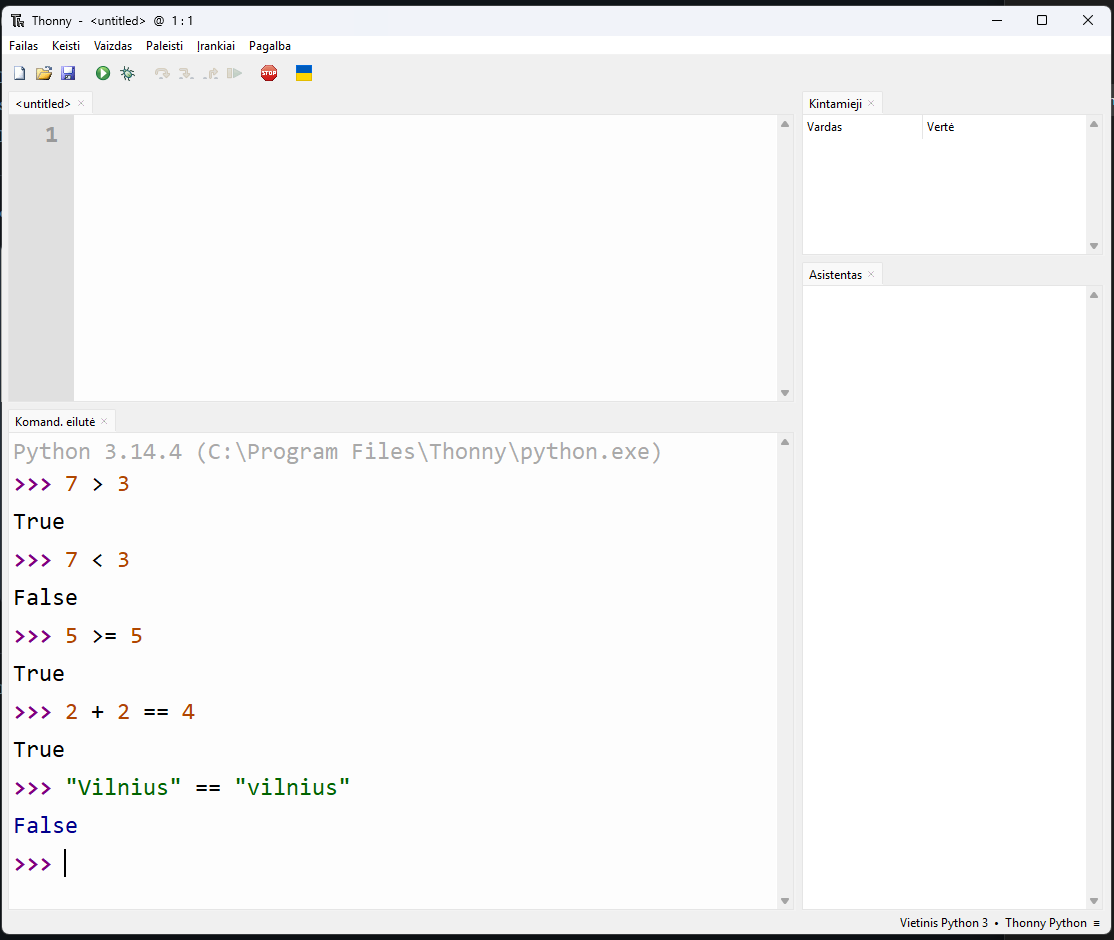 Thonny - <untitled> @ 1 : 1
Failas Keisti Vaizdas Paleisti Įrankiai Pagalba
STOP
<untitled> ×
1
Kintamieji ×
Vardas Vertė
Asistentas ×
Komand. eilutė ×
Python 3.14.4 (C:\Program Files\Thonny\python.exe)
>>> 7 > 3
True
>>> 7 < 3
False
>>> 5 >= 5
True
>>> 2 + 2 == 4
True
>>> "Vilnius" == "vilnius"
False
>>>
Vietinis Python 3 • Thonny Python ≡